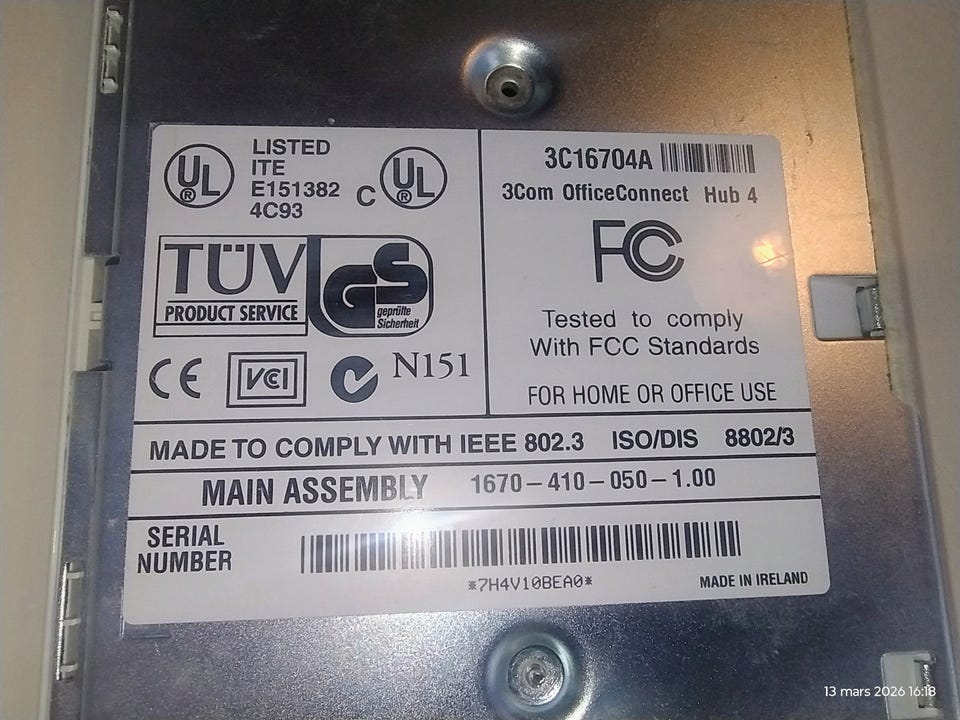 UL
®
LISTED
ITE
E151382
4C93
C
UL
®
TÜV
PRODUCT SERVICE
GS
geprüfte
Sicherheit
CE
VCI
N151
3C16704A
3Com OfficeConnect Hub 4
FC
Tested to comply
With FCC Standards
FOR HOME OR OFFICE USE
MADE TO COMPLY WITH IEEE 802.3 ISO/DIS 8802/3
MAIN ASSEMBLY 1670-410-050-1.00
SERIAL
NUMBER
*7H4V10BEA0*
MADE IN IRELAND
13 mars 2026 16:18